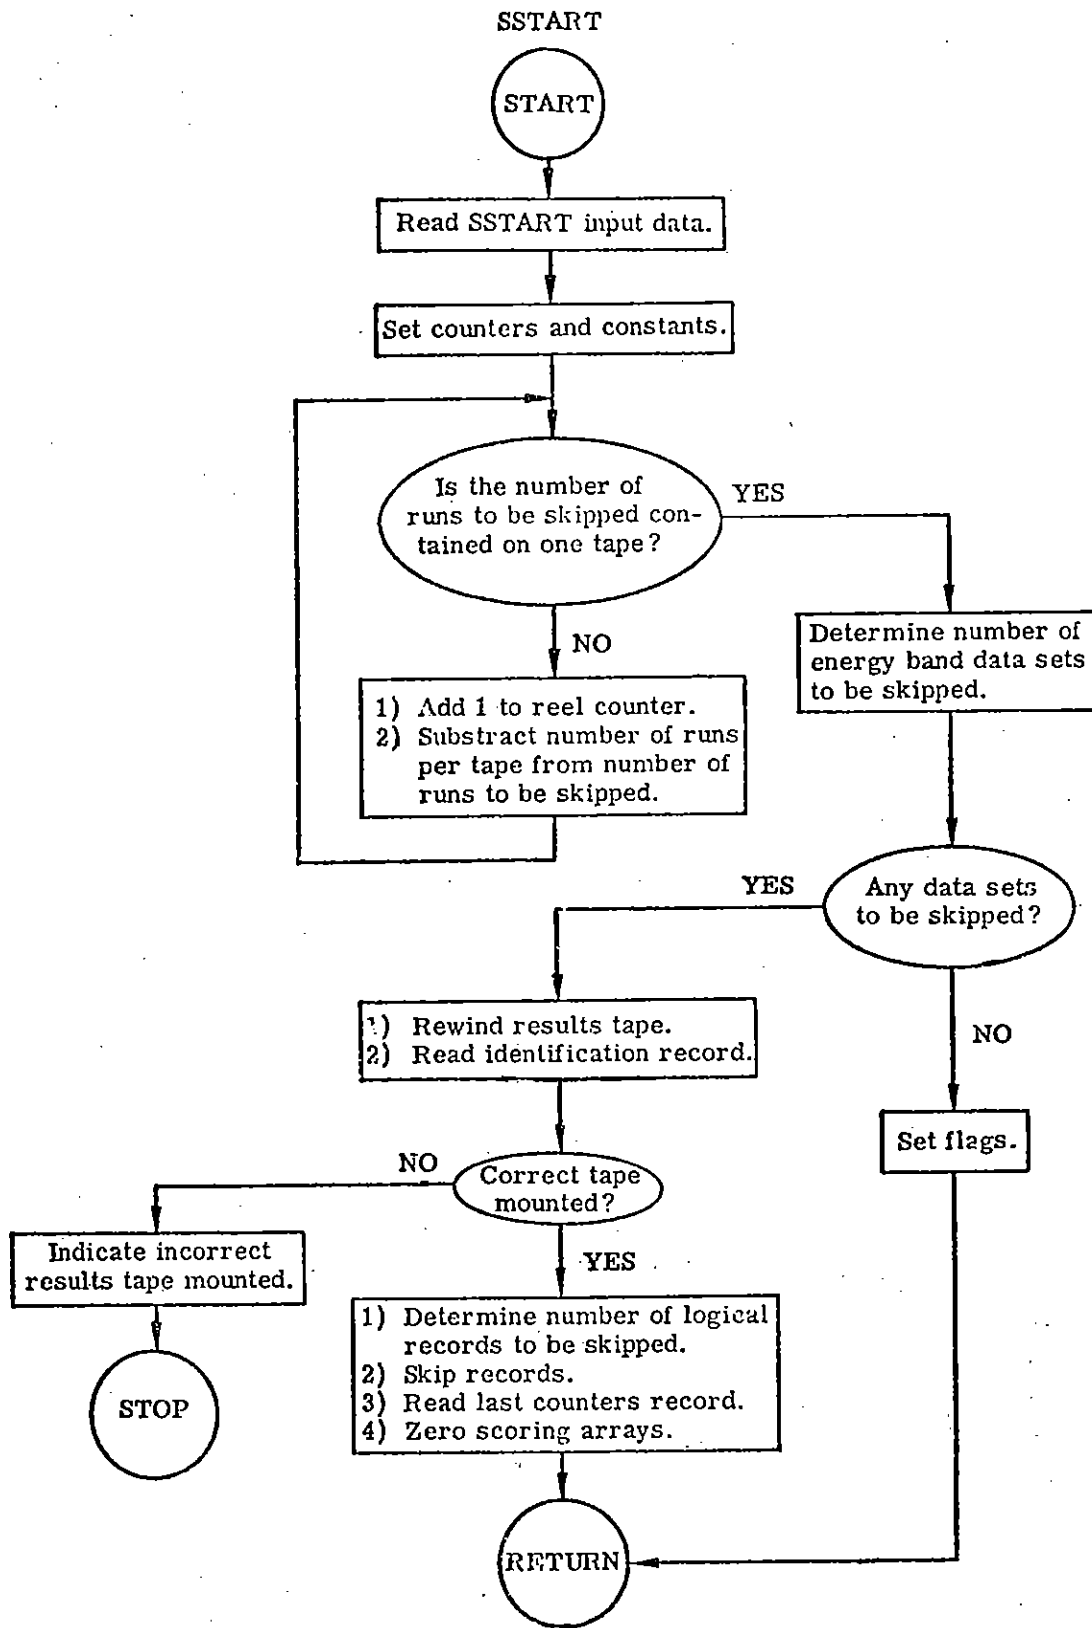 SSTART
START
Read SSTART input data.
Set counters and constants.
Is the number of
runs to be skipped con-
tained on one tape?
YES
NO
1) Add 1 to reel counter.
2) Substract number of runs
per tape from number of
runs to be skipped.
Determine number of
energy band data sets
to be skipped.
Any data sets
to be skipped?
YES
NO
1) Rewind results tape.
2) Read identification record.
Set flags.
Correct tape
mounted?
NO
YES
Indicate incorrect
results tape mounted.
STOP
1) Determine number of logical
records to be skipped.
2) Skip records.
3) Read last counters record.
4) Zero scoring arrays.
RETURN